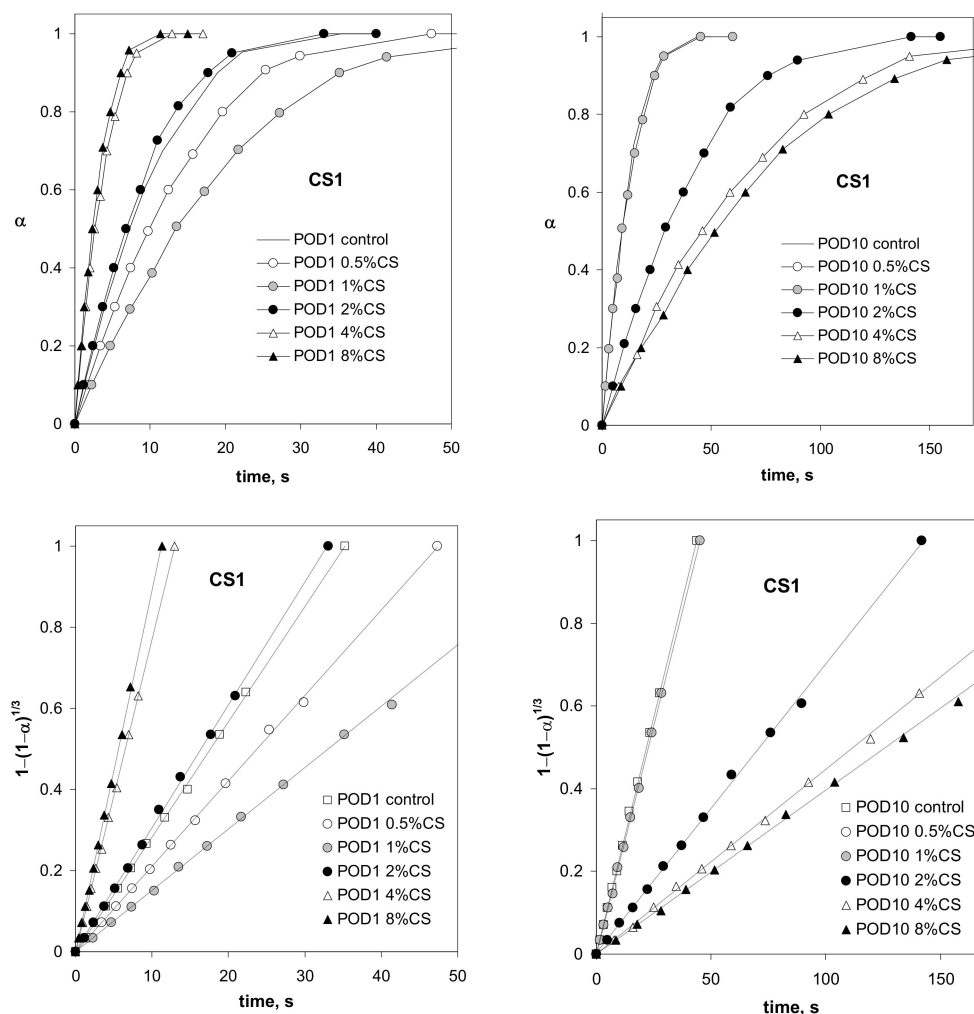 1
0.8
0.6
0.4
0.2
0
α
CS1
POD1 control
POD1 0.5%CS
POD1 1%CS
POD1 2%CS
POD1 4%CS
POD1 8%CS
0 10 20 30 40 50
time, s
1
0.8
0.6
0.4
0.2
0
α
CS1
POD10 control
POD10 0.5%CS
POD10 1%CS
POD10 2%CS
POD10 4%CS
POD10 8%CS
0 50 100 150
time, s
1
0.8
0.6
0.4
0.2
0
1–(1–α)1/3
CS1
POD1 control
POD1 0.5%CS
POD1 1%CS
POD1 2%CS
POD1 4%CS
POD1 8%CS
0 10 20 30 40 50
time, s
1
0.8
0.6
0.4
0.2
0
1–(1–α)1/3
CS1
POD10 control
POD10 0.5%CS
POD10 1%CS
POD10 2%CS
POD10 4%CS
POD10 8%CS
0 50 100 150
time, s